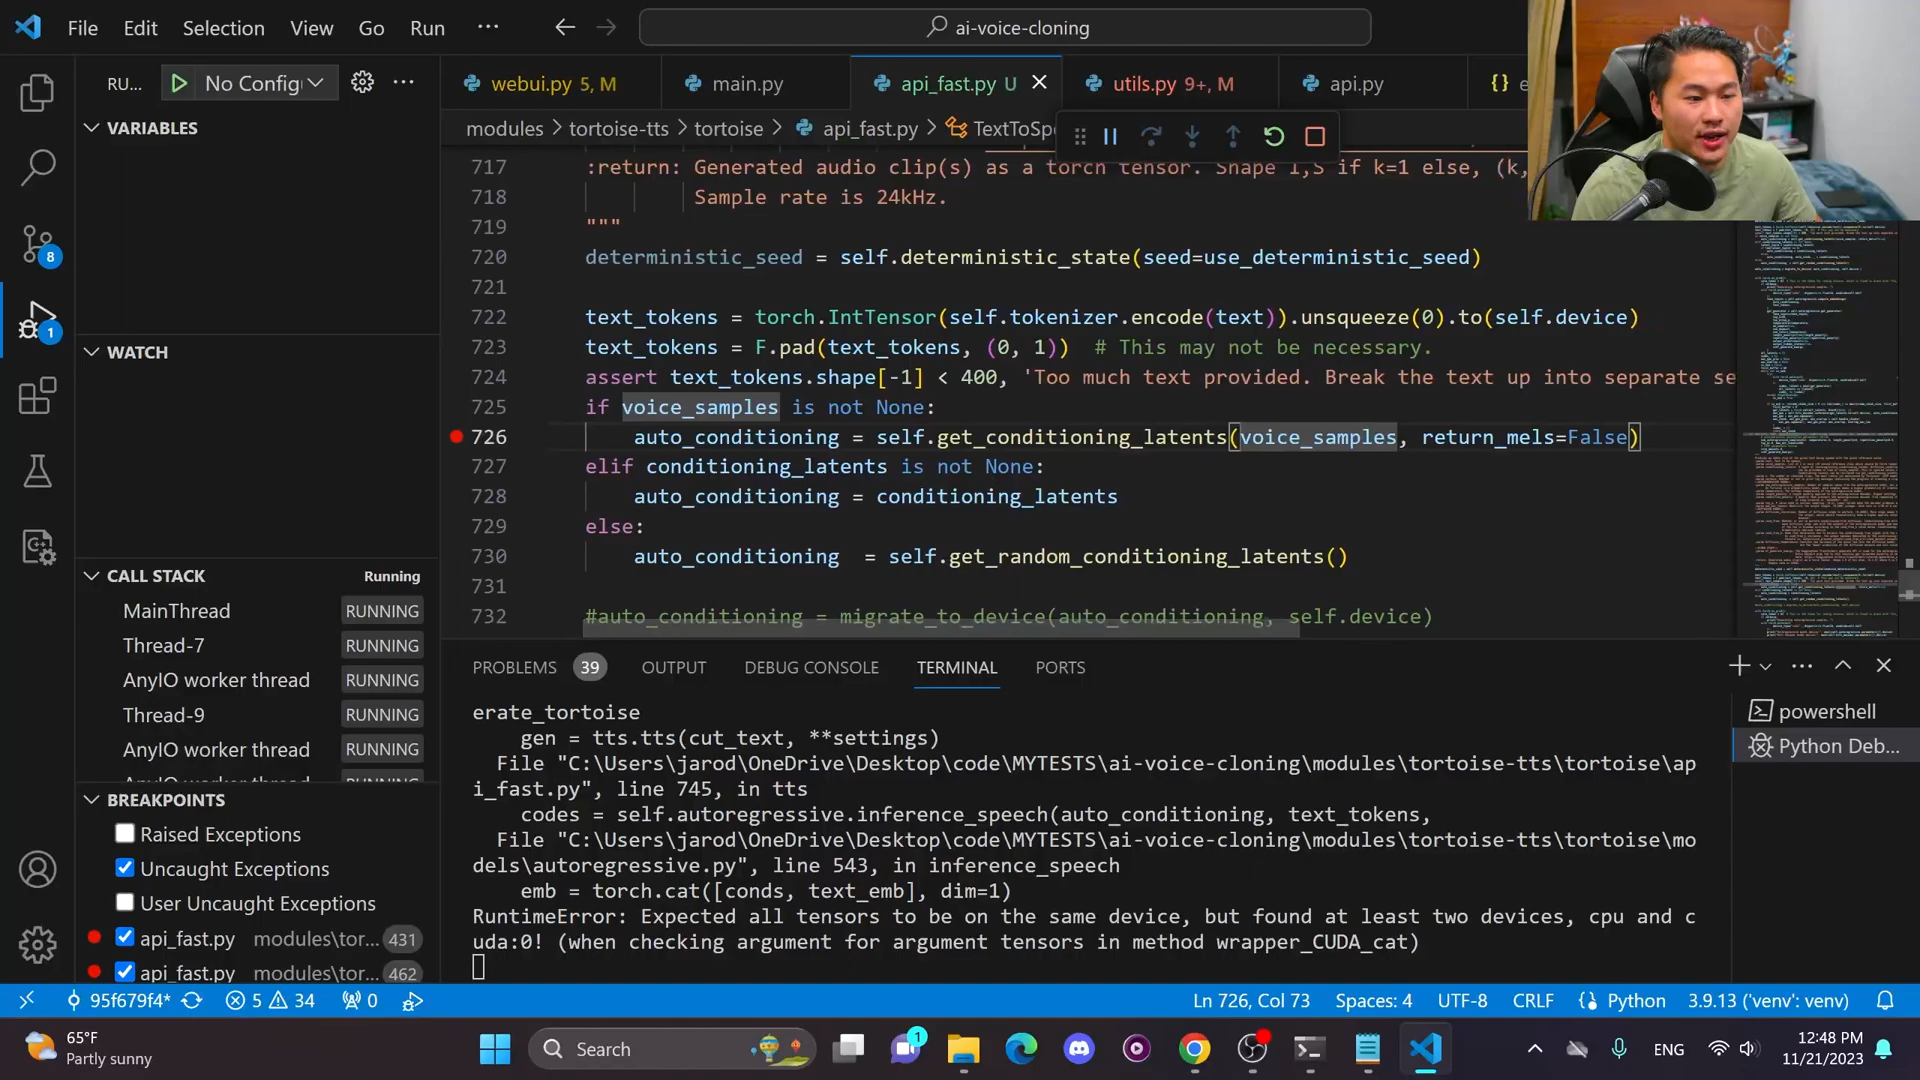 File Edit Selection View Go Run ···
ai-voice-cloning
RU... No Config
webui.py 5, M
main.py
api_fast.py U
utils.py 9+, M
api.py
{} e
modules > tortoise-tts > tortoise > api_fast.py > TextToSpe
VARIABLES
WATCH
CALL STACK Running
MainThread RUNNING
Thread-7 RUNNING
AnyIO worker thread RUNNING
Thread-9 RUNNING
AnyIO worker thread RUNNING
BREAKPOINTS
Raised Exceptions
Uncaught Exceptions
User Uncaught Exceptions
api_fast.py modules\tor... 431
api_fast.py modules\tor... 462
8
1
717 :return: Generated audio clip(s) as a torch tensor. Shape 1,S if k=1 else, (k,
718 Sample rate is 24kHz.
719 """
720 deterministic_seed = self.deterministic_state(seed=use_deterministic_seed)
721
722 text_tokens = torch.IntTensor(self.tokenizer.encode(text)).unsqueeze(0).to(self.device)
723 text_tokens = F.pad(text_tokens, (0, 1))  # This may not be necessary.
724 assert text_tokens.shape[-1] < 400, 'Too much text provided. Break the text up into separate se
725 if voice_samples is not None:
726 auto_conditioning = self.get_conditioning_latents(voice_samples, return_mels=False)
727 elif conditioning_latents is not None:
728 auto_conditioning = conditioning_latents
729 else:
730 auto_conditioning  = self.get_random_conditioning_latents()
731
732 #auto_conditioning = migrate_to_device(auto_conditioning, self.device)
PROBLEMS 39 OUTPUT DEBUG CONSOLE TERMINAL PORTS
erate_tortoise
gen = tts.tts(cut_text, **settings)
File "C:\Users\jarod\OneDrive\Desktop\code\MYTESTS\ai-voice-cloning\modules\tortoise-tts\tortoise\ap
i_fast.py", line 745, in tts
codes = self.autoregressive.inference_speech(auto_conditioning, text_tokens,
File "C:\Users\jarod\OneDrive\Desktop\code\MYTESTS\ai-voice-cloning\modules\tortoise-tts\tortoise\mo
dels\autoregressive.py", line 543, in inference_speech
emb = torch.cat([conds, text_emb], dim=1)
RuntimeError: Expected all tensors to be on the same device, but found at least two devices, cpu and c
uda:0! (when checking argument for argument tensors in method wrapper_CUDA_cat)
powershell
Python Deb...
95f679f4* 5 34 0
Ln 726, Col 73 Spaces: 4 UTF-8 CRLF Python 3.9.13 ('venv': venv)
65°F
Partly sunny
Search
1
ENG
12:48 PM
11/21/2023